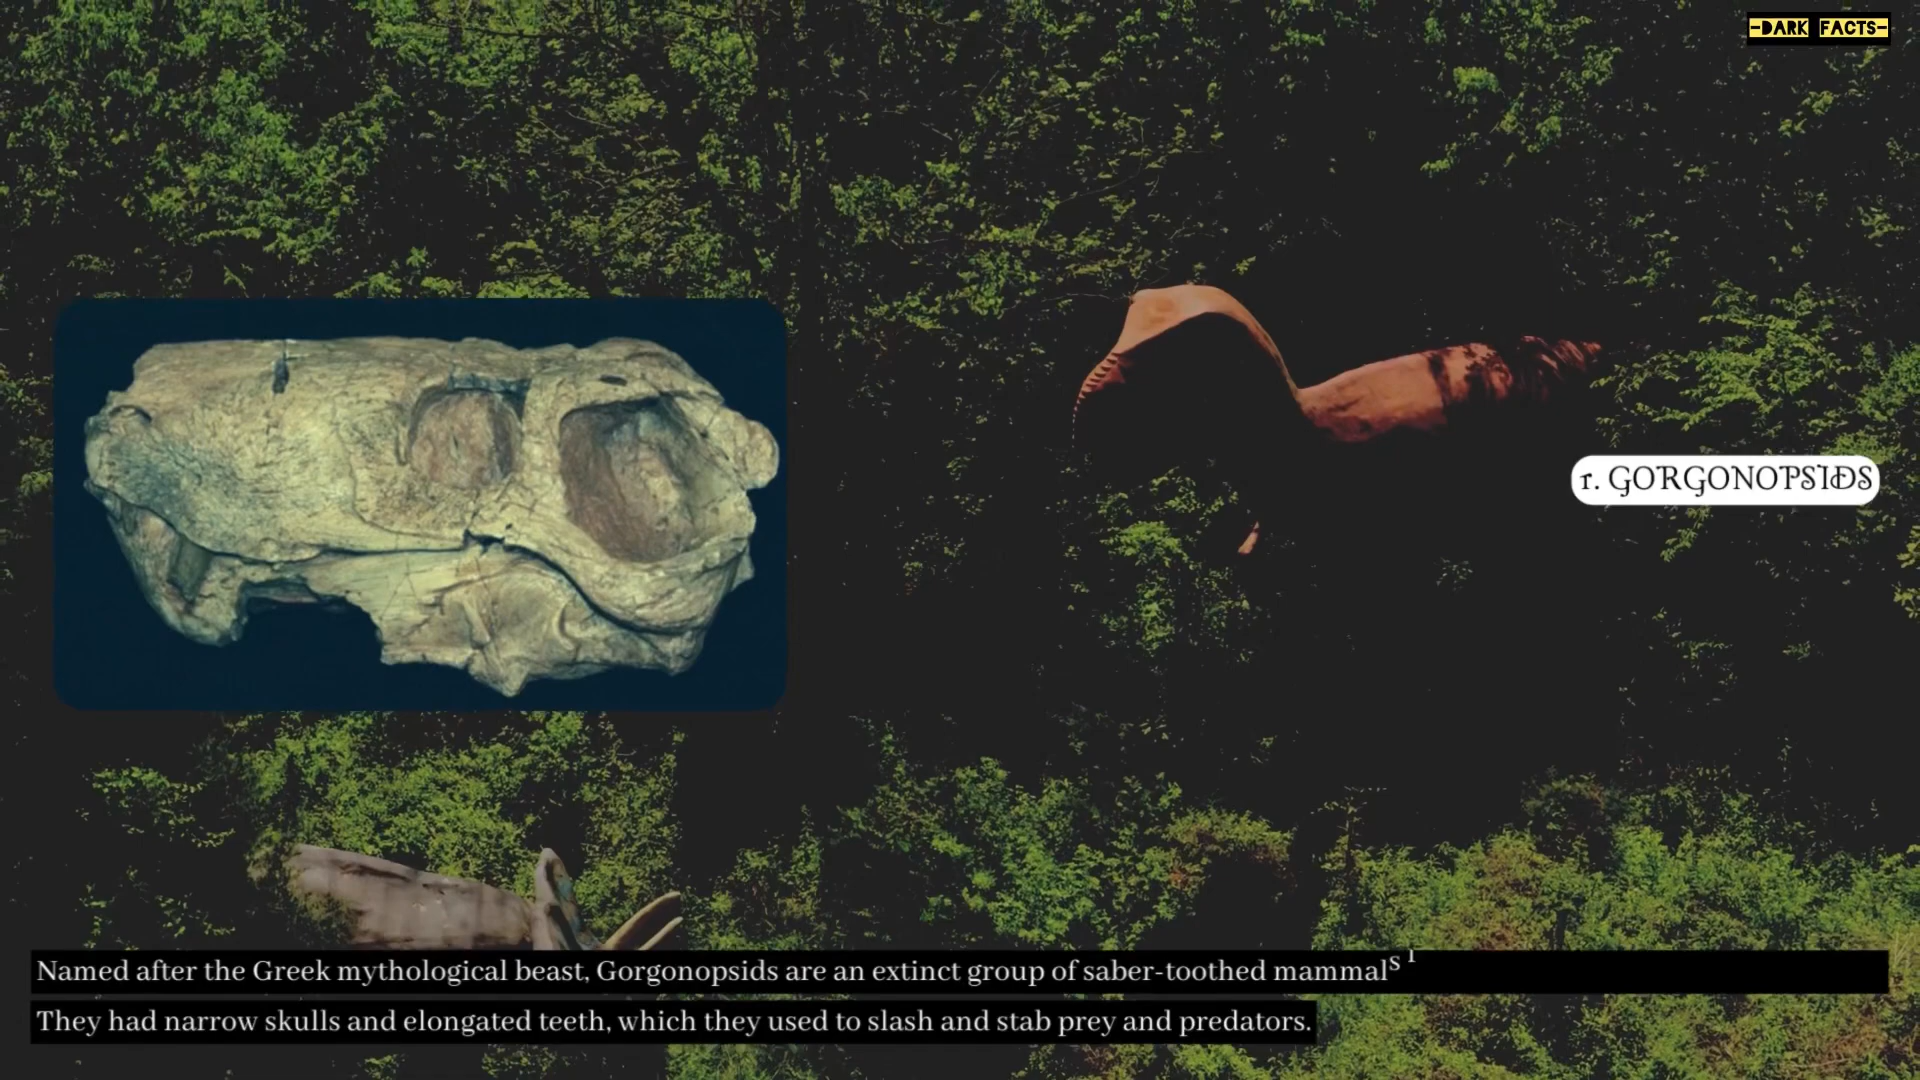 -DARK FACTS-
1. GORGONOPSIDS
Named after the Greek mythological beast, Gorgonopsids are an extinct group of saber-toothed mammals
They had narrow skulls and elongated teeth, which they used to slash and stab prey and predators.